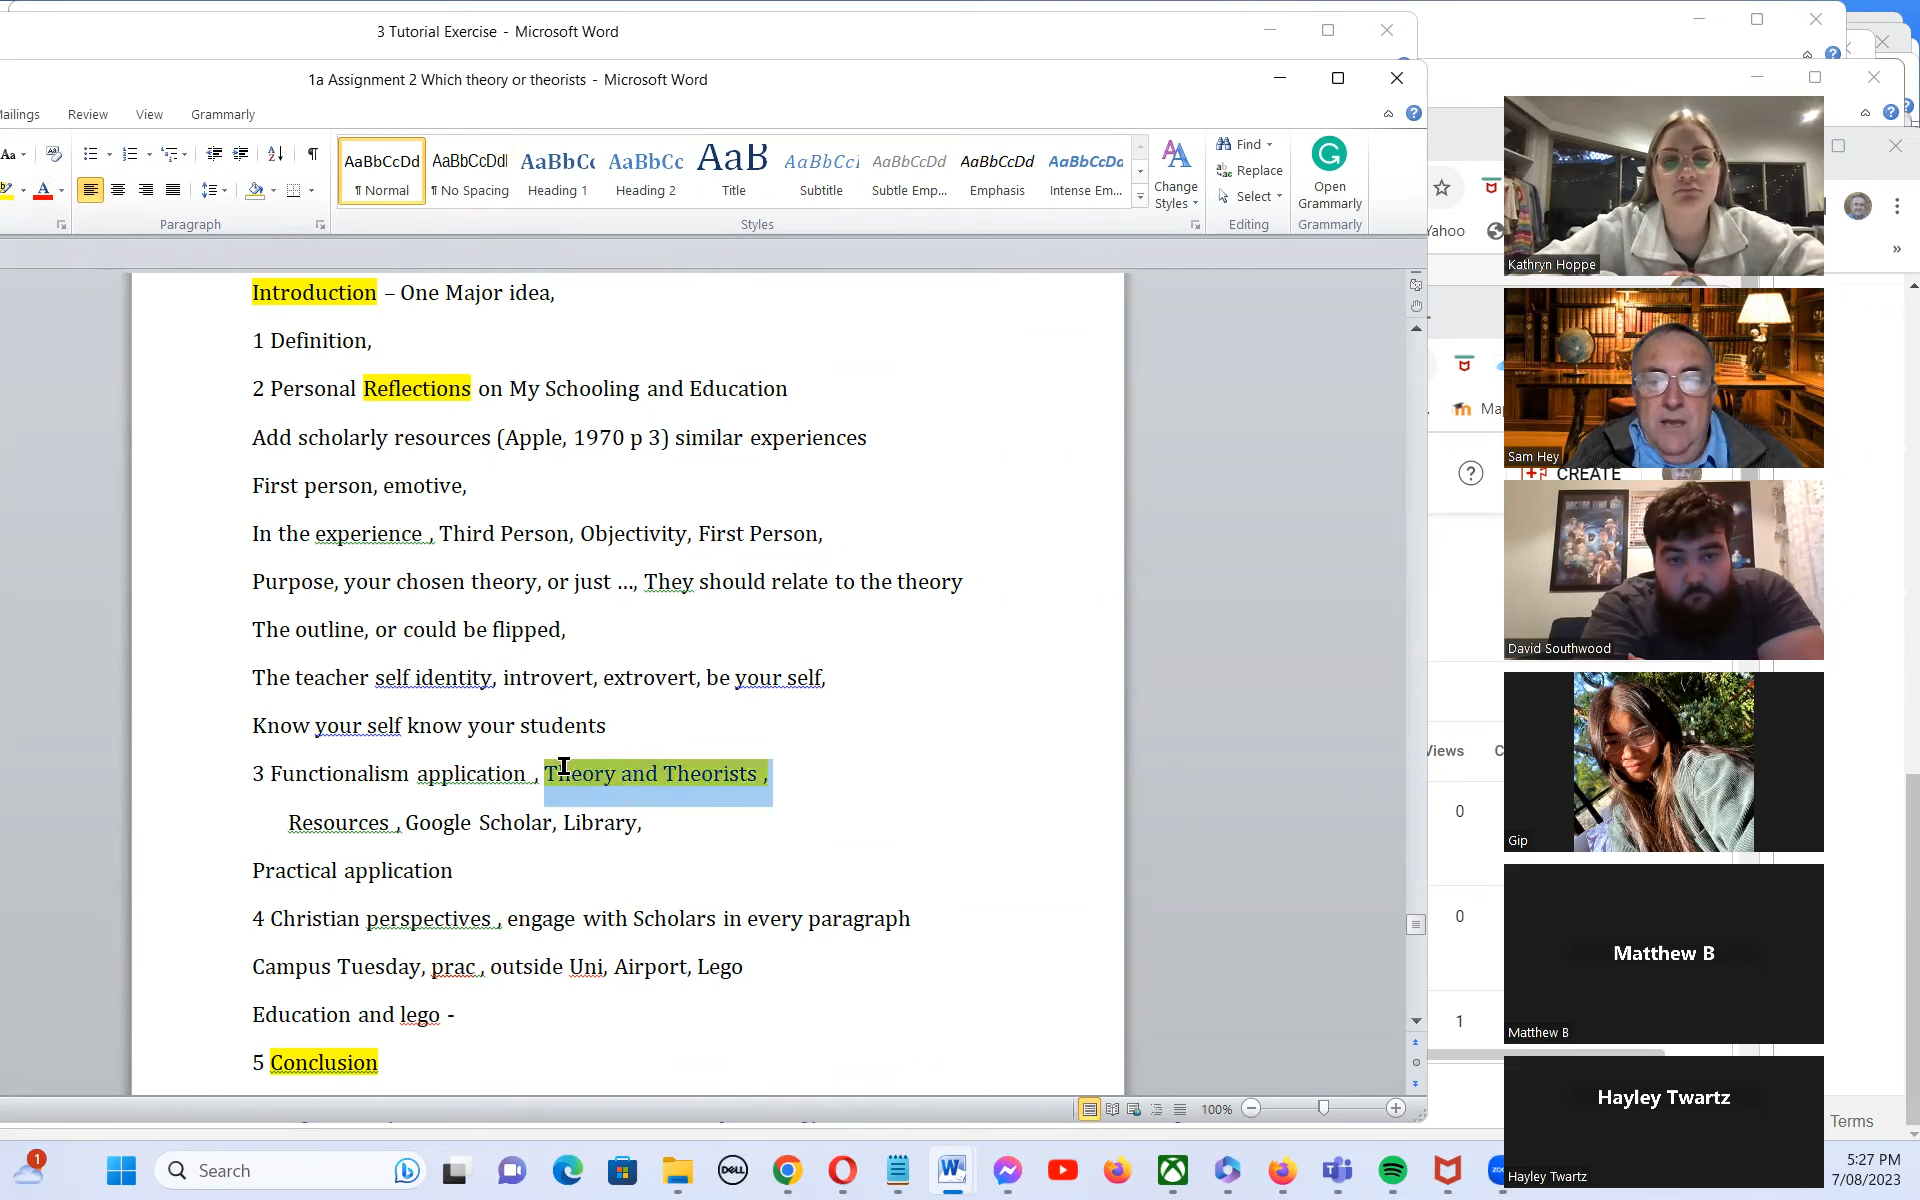 3 Tutorial Exercise - Microsoft Word
1a Assignment 2 Which theory or theorists - Microsoft Word
Mailings Review View Grammarly
Aa
AaBbCcDd AaBbCcDdI AaBbCc AaBbCc AaB AaBbCcI AaBbCcDd AaBbCcDd AaBbCcDc
¶ Normal ¶ No Spacing Heading 1 Heading 2 Title Subtitle Subtle Emp... Emphasis Intense Em...
Change Styles
Find
Replace
Select
Open Grammarly
Paragraph Styles Editing Grammarly
Yahoo
Introduction – One Major idea,
1 Definition,
2 Personal Reflections on My Schooling and Education
Add scholarly resources (Apple, 1970 p 3) similar experiences
First person, emotive,
In the experience , Third Person, Objectivity, First Person,
Purpose, your chosen theory, or just …, They should relate to the theory
The outline, or could be flipped,
The teacher self identity, introvert, extrovert, be your self,
Know your self know your students
3 Functionalism application , Theory and Theorists ,
Resources , Google Scholar, Library,
Practical application
4 Christian perspectives , engage with Scholars in every paragraph
Campus Tuesday, prac , outside Uni, Airport, Lego
Education and lego -
5 Conclusion
100%
CREATE
Views
0
0
1
Terms
Kathryn Hoppe
Sam Hey
DOCTOR WHO
David Southwood
Gip
Matthew B
Matthew B
Hayley Twartz
Hayley Twartz
1
Search
DELL
5:27 PM
7/08/2023